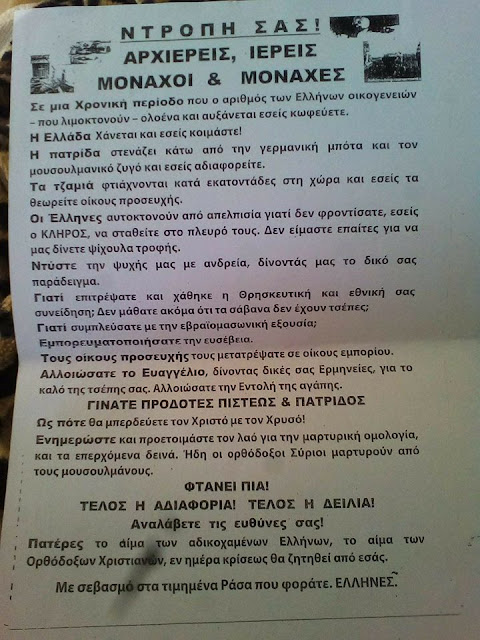 ΝΤΡΟΠΗ ΣΑΣ!
ΑΡΧΙΕΡΕΙΣ, ΙΕΡΕΙΣ
ΜΟΝΑΧΟΙ & ΜΟΝΑΧΕΣ
Σε μια Χρονική περίοδο που ο αριθμός των Ελλήνων οικογενειών
– που λιμοκτονούν – ολοένα και αυξάνεται εσείς κωφεύετε.
Η Ελλάδα Χάνεται και εσείς κοιμάστε!
Η πατρίδα στενάζει κάτω από την γερμανική μπότα και τον
μουσουλμανικό ζυγό και εσείς αδιαφορείτε.
Τα τζαμιά φτιάχνονται κατά εκατοντάδες στη χώρα και εσείς τα
θεωρείτε οίκους προσευχής.
Οι Έλληνες αυτοκτονούν από απελπισία γιατί δεν φροντίσατε, εσείς
ο ΚΛΗΡΟΣ, να σταθείτε στο πλευρό τους. Δεν είμαστε επαίτες για να
μας δίνετε ψίχουλα τροφής.
Ντύστε την ψυχής μας με ανδρεία, δίνοντάς μας το δικό σας
παράδειγμα.
Γιατί επιτρέψατε και χάθηκε η Θρησκευτική και εθνική σας
συνείδηση; Δεν μάθατε ακόμα ότι τα σάβανα δεν έχουν τσέπες;
Γιατί συμπλεύσατε με την εβραϊομασωνική εξουσία;
Εμπορευματοποιήσατε την ευσέβεια.
Τους οίκους προσευχής τους μετατρέψατε σε οίκους εμπορίου.
Αλλοιώσατε το Ευαγγέλιο, δίνοντας δικές σας Ερμηνείες, για το
καλό της τσέπης σας. Αλλοιώσατε την Εντολή της αγάπης.
ΓΙΝΑΤΕ ΠΡΟΔΟΤΕΣ ΠΙΣΤΕΩΣ & ΠΑΤΡΙΔΟΣ
Ως πότε θα μπερδεύετε τον Χριστό με τον Χρυσό!
Ενημερώστε και προετοιμάστε τον λαό για την μαρτυρική ομολογία,
και τα επερχόμενα δεινά. Ήδη οι ορθόδοξοι Σύριοι μαρτυρούν από
τους μουσουλμάνους.
ΦΤΑΝΕΙ ΠΙΑ!
ΤΕΛΟΣ Η ΑΔΙΑΦΟΡΙΑ! ΤΕΛΟΣ Η ΔΕΙΛΙΑ!
Αναλάβετε τις ευθύνες σας!
Πατέρες το αίμα των αδικοχαμένων Ελλήνων, το αίμα των
Ορθόδοξων Χριστιανών, εν ημέρα κρίσεως θα ζητηθεί από εσάς.
Με σεβασμό στα τιμημένα Ράσα που φοράτε. ΕΛΛΗΝΕΣ.